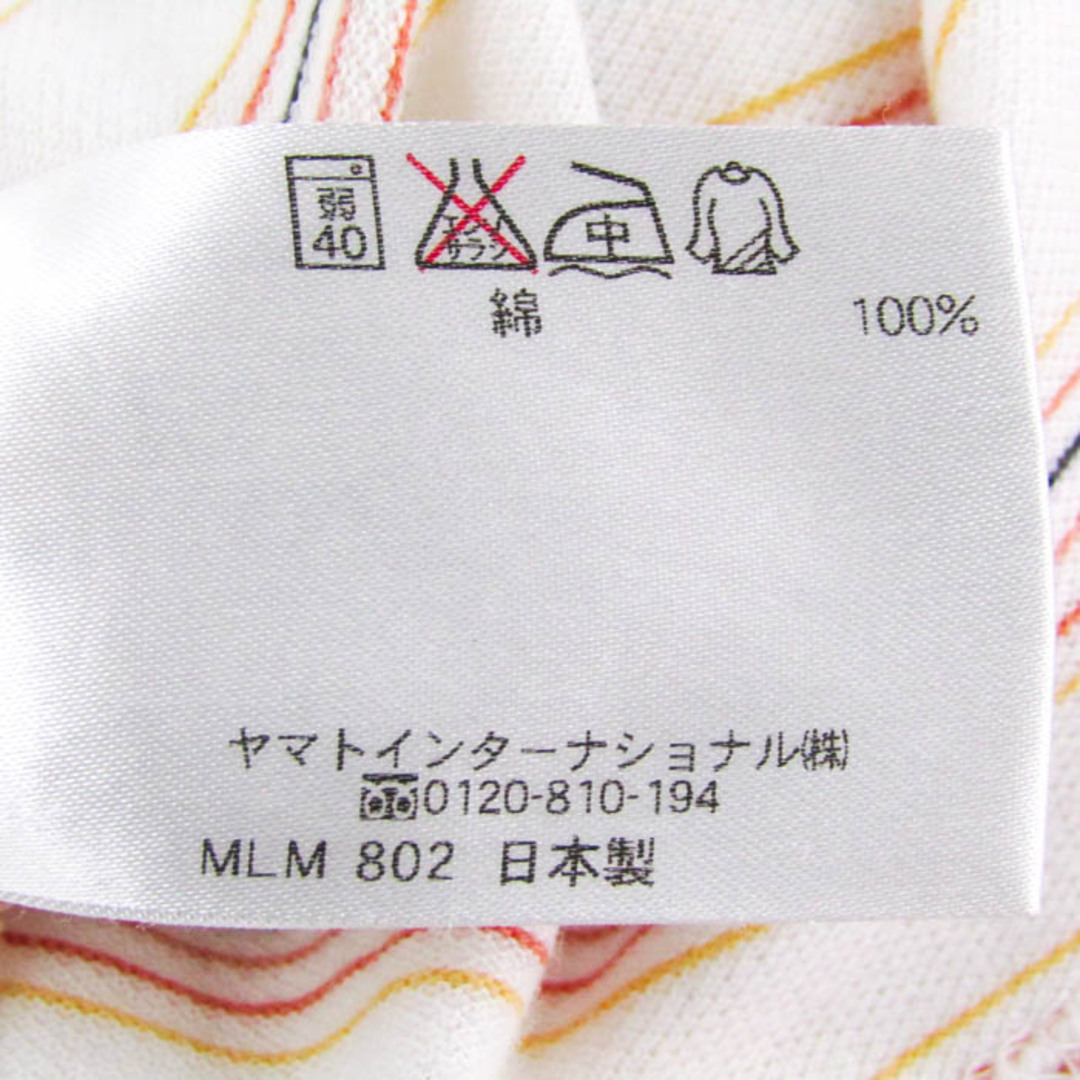 弱
40
エンソ
サラシ
中
綿 100%
ヤマトインターナショナル㈱
0120-810-194
MLM 802 日本製